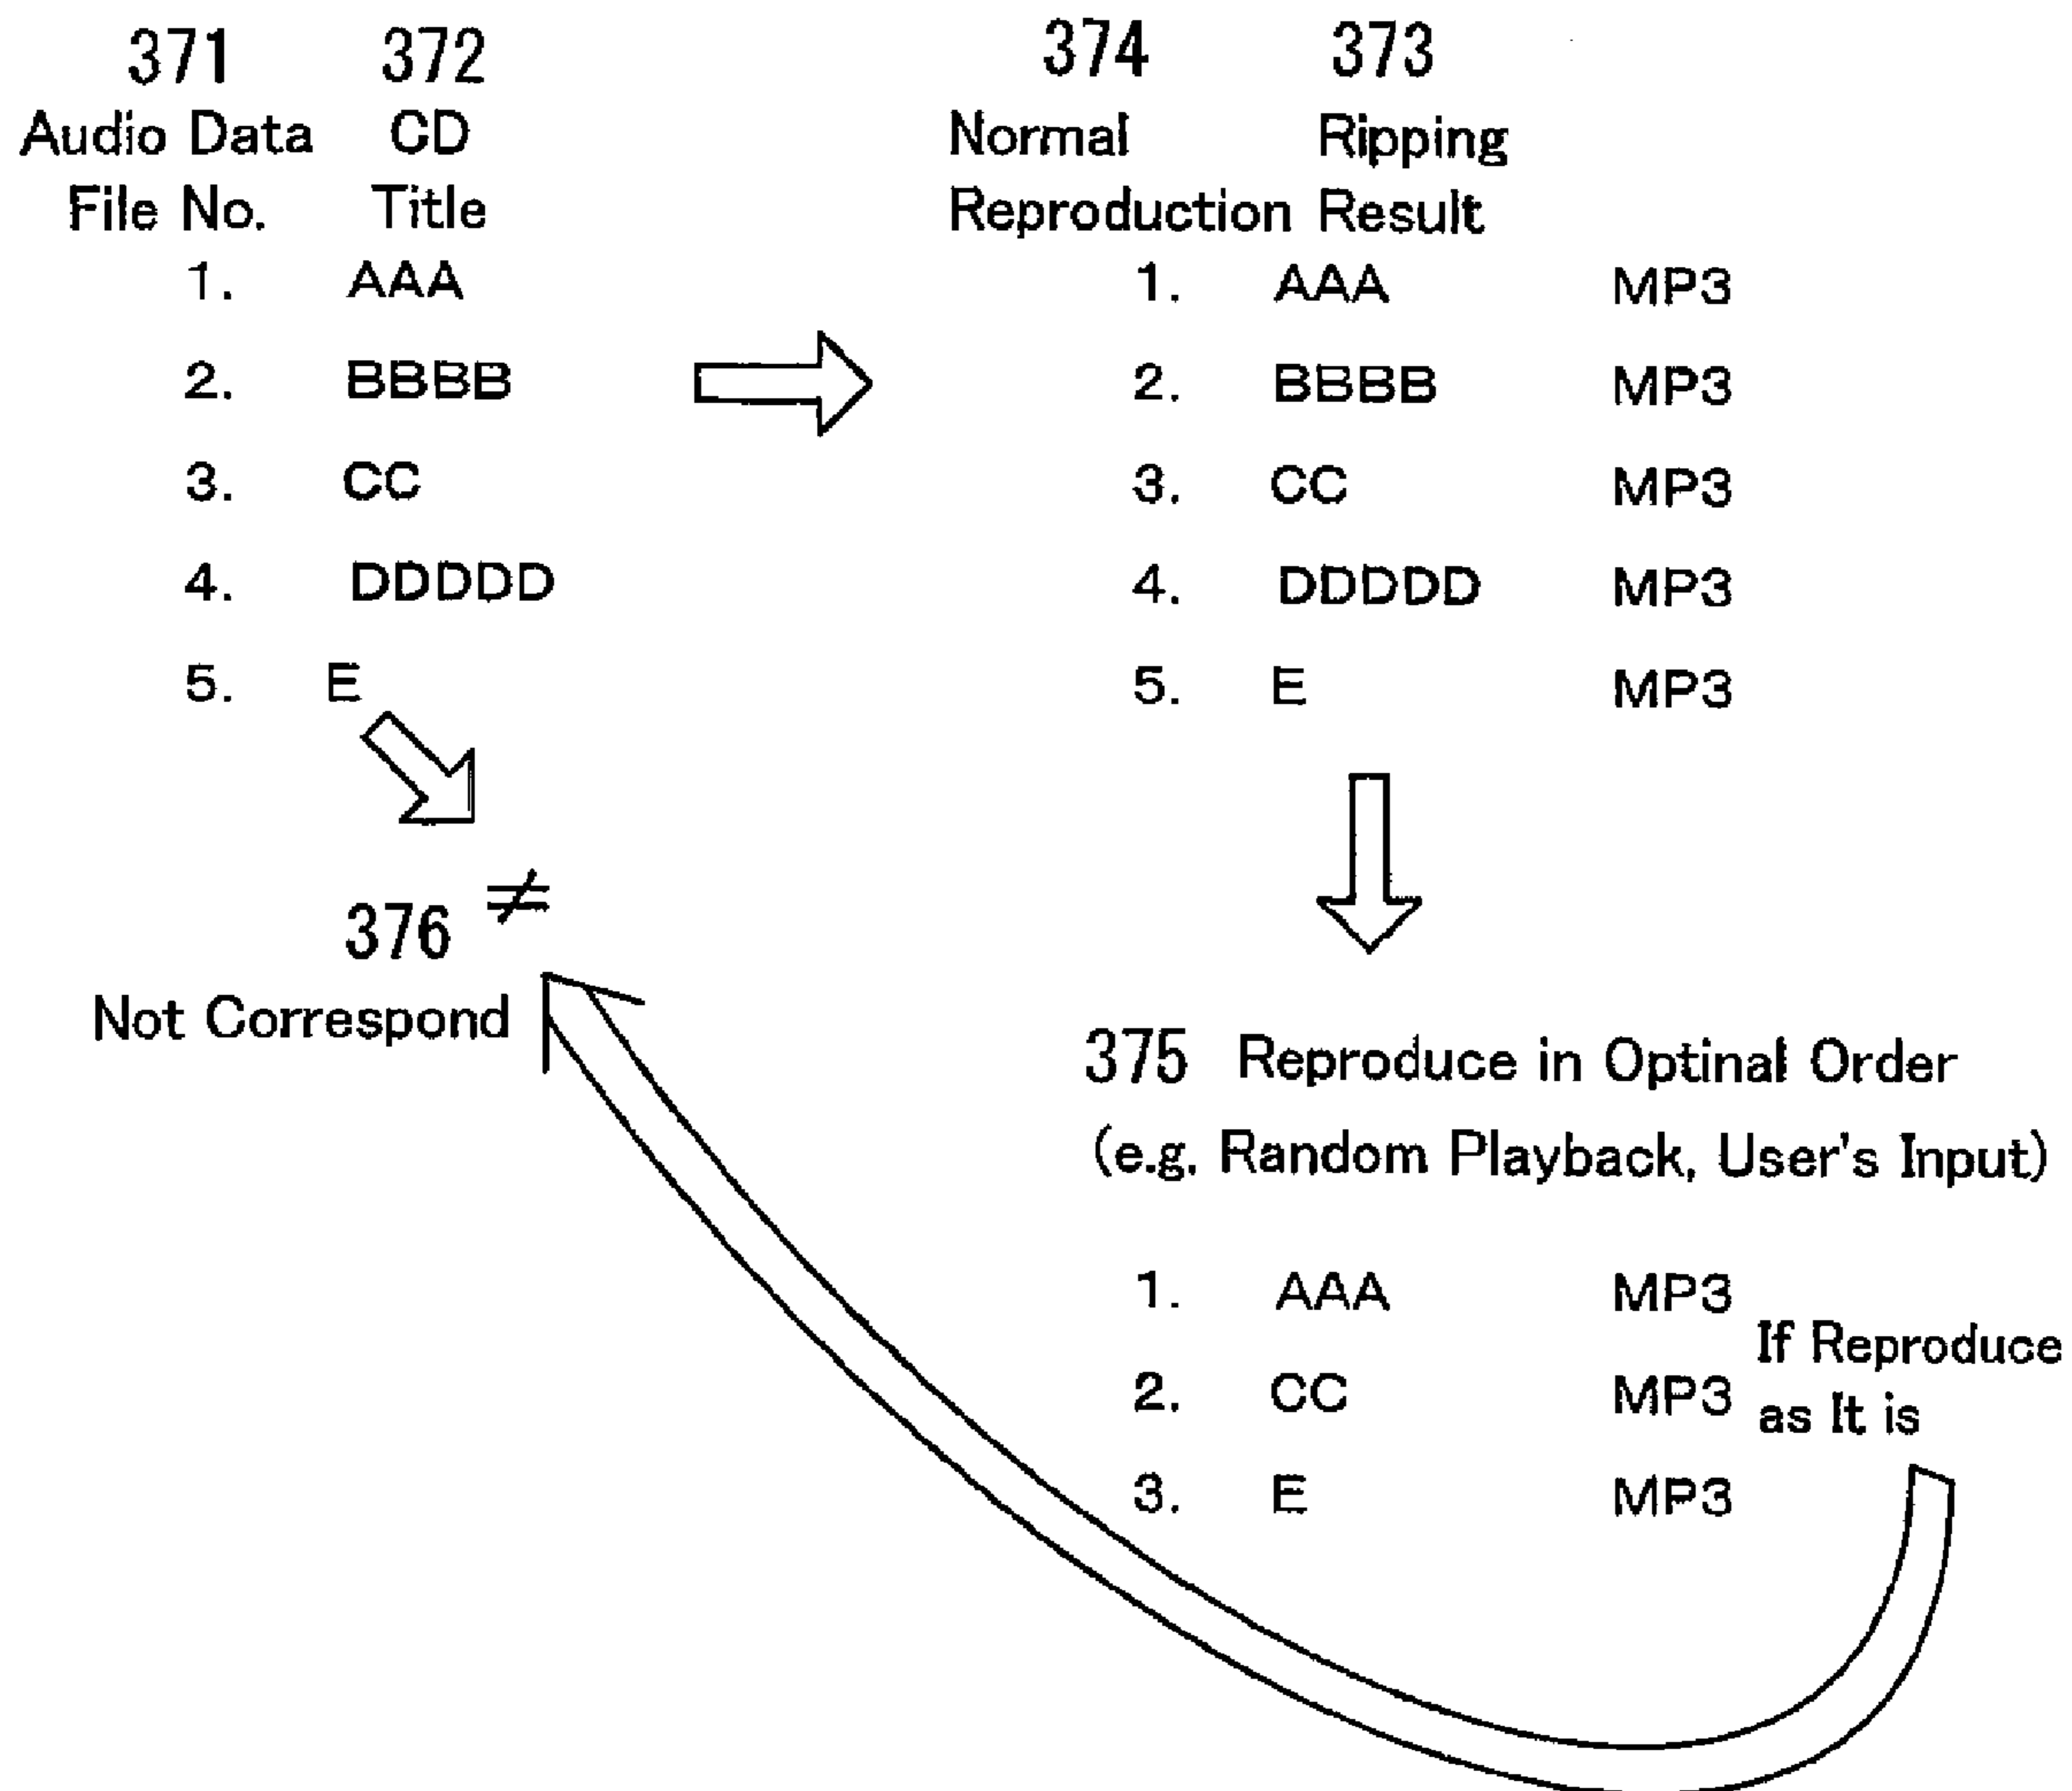 371 372
Audio Data CD
File No. Title
1. AAA
2. BBBB
3. CC
4. DDDDD
5. E
374 373
Normal Ripping
Reproduction Result
1. AAA MP3
2. BBBB MP3
3. CC MP3
4. DDDDD MP3
5. E MP3
376 ≠
Not Correspond
375 Reproduce in Optinal Order
(e.g. Random Playback, User's Input)
1. AAA MP3
2. CC MP3
3. E MP3
If Reproduce
as It is